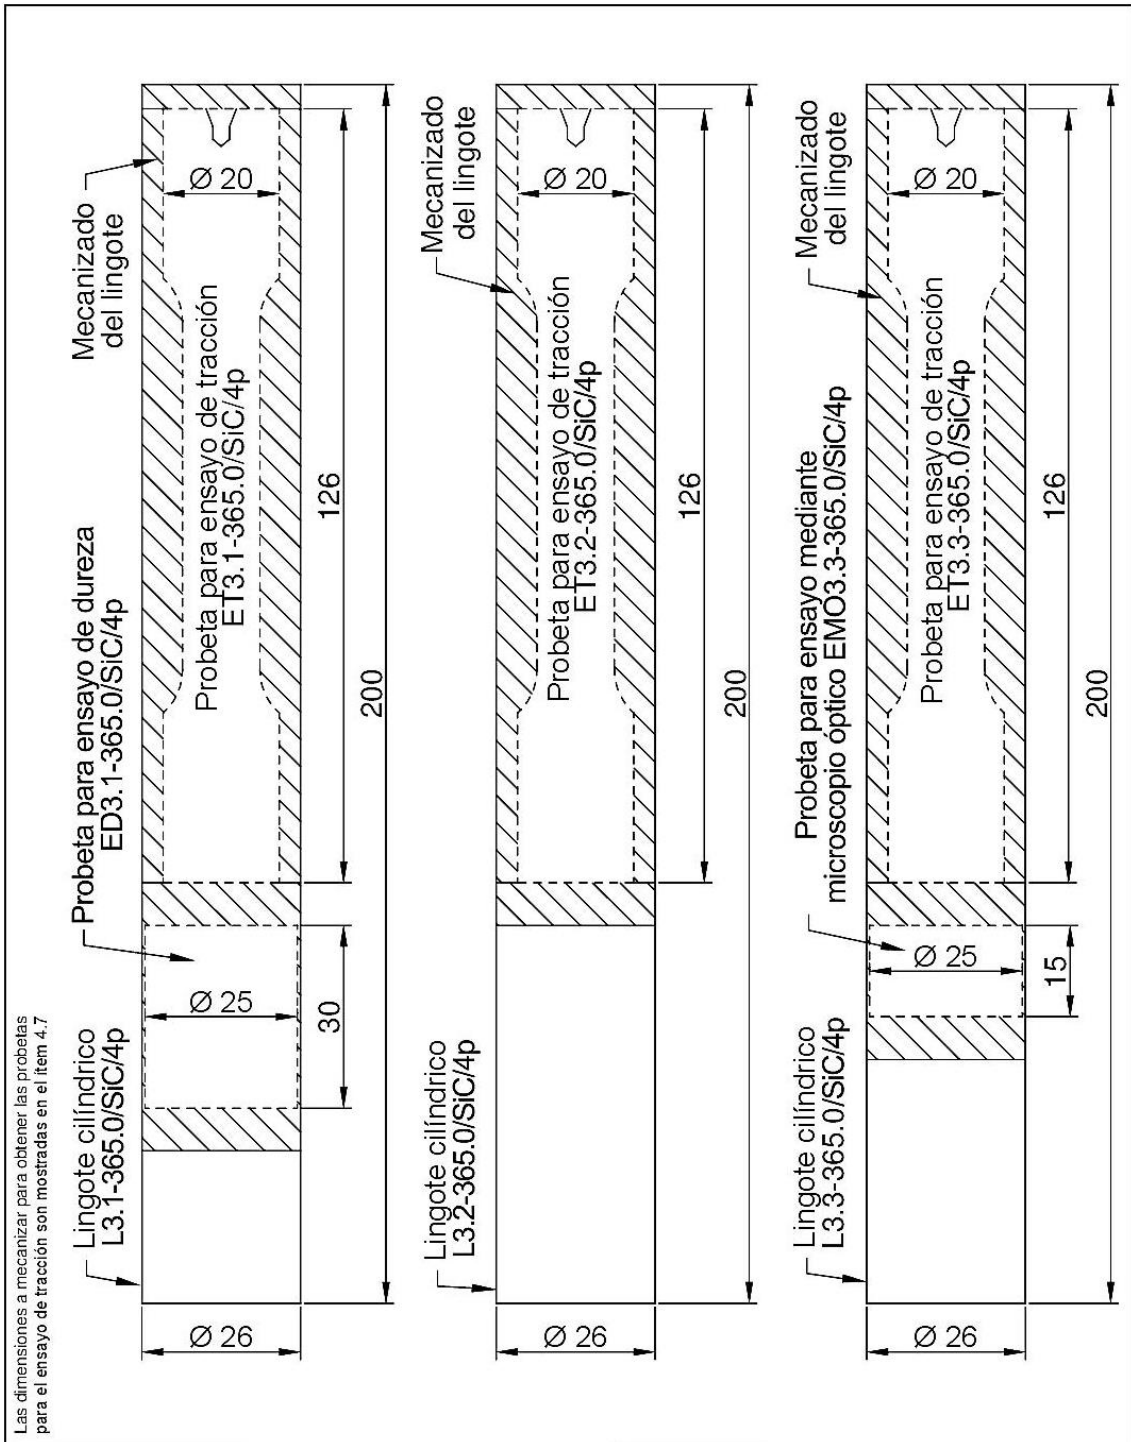 Las dimensiones a mecanizar para obtener las probetas
para el ensayo de tracción son mostradas en el ítem 4.7
Lingote cilíndrico
L3.1-365.0/SiC/4p
Probeta para ensayo de dureza
ED3.1-365.0/SiC/4p
Mecanizado
del lingote
Ø 26
Ø 25
Probeta para ensayo de tracción
ET3.1-365.0/SiC/4p
Ø 20
30
126
200
Lingote cilíndrico
L3.2-365.0/SiC/4p
Mecanizado
del lingote
Ø 26
Probeta para ensayo de tracción
ET3.2-365.0/SiC/4p
Ø 20
126
200
Lingote cilíndrico
L3.3-365.0/SiC/4p
Probeta para ensayo mediante
microscopio óptico EMO3.3-365.0/SiC/4p
Mecanizado
del lingote
Ø 26
Ø 25
Probeta para ensayo de tracción
ET3.3-365.0/SiC/4p
Ø 20
15
126
200